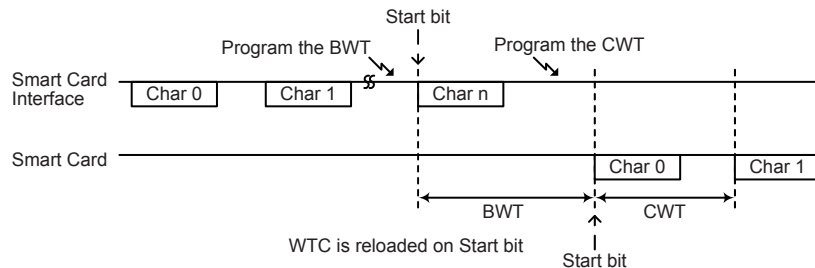 Start bit
Program the BWT
Program the CWT
Smart Card
Interface
Char 0
Char 1
Char n
Smart Card
Char 0
Char 1
BWT
CWT
WTC is reloaded on Start bit
Start bit